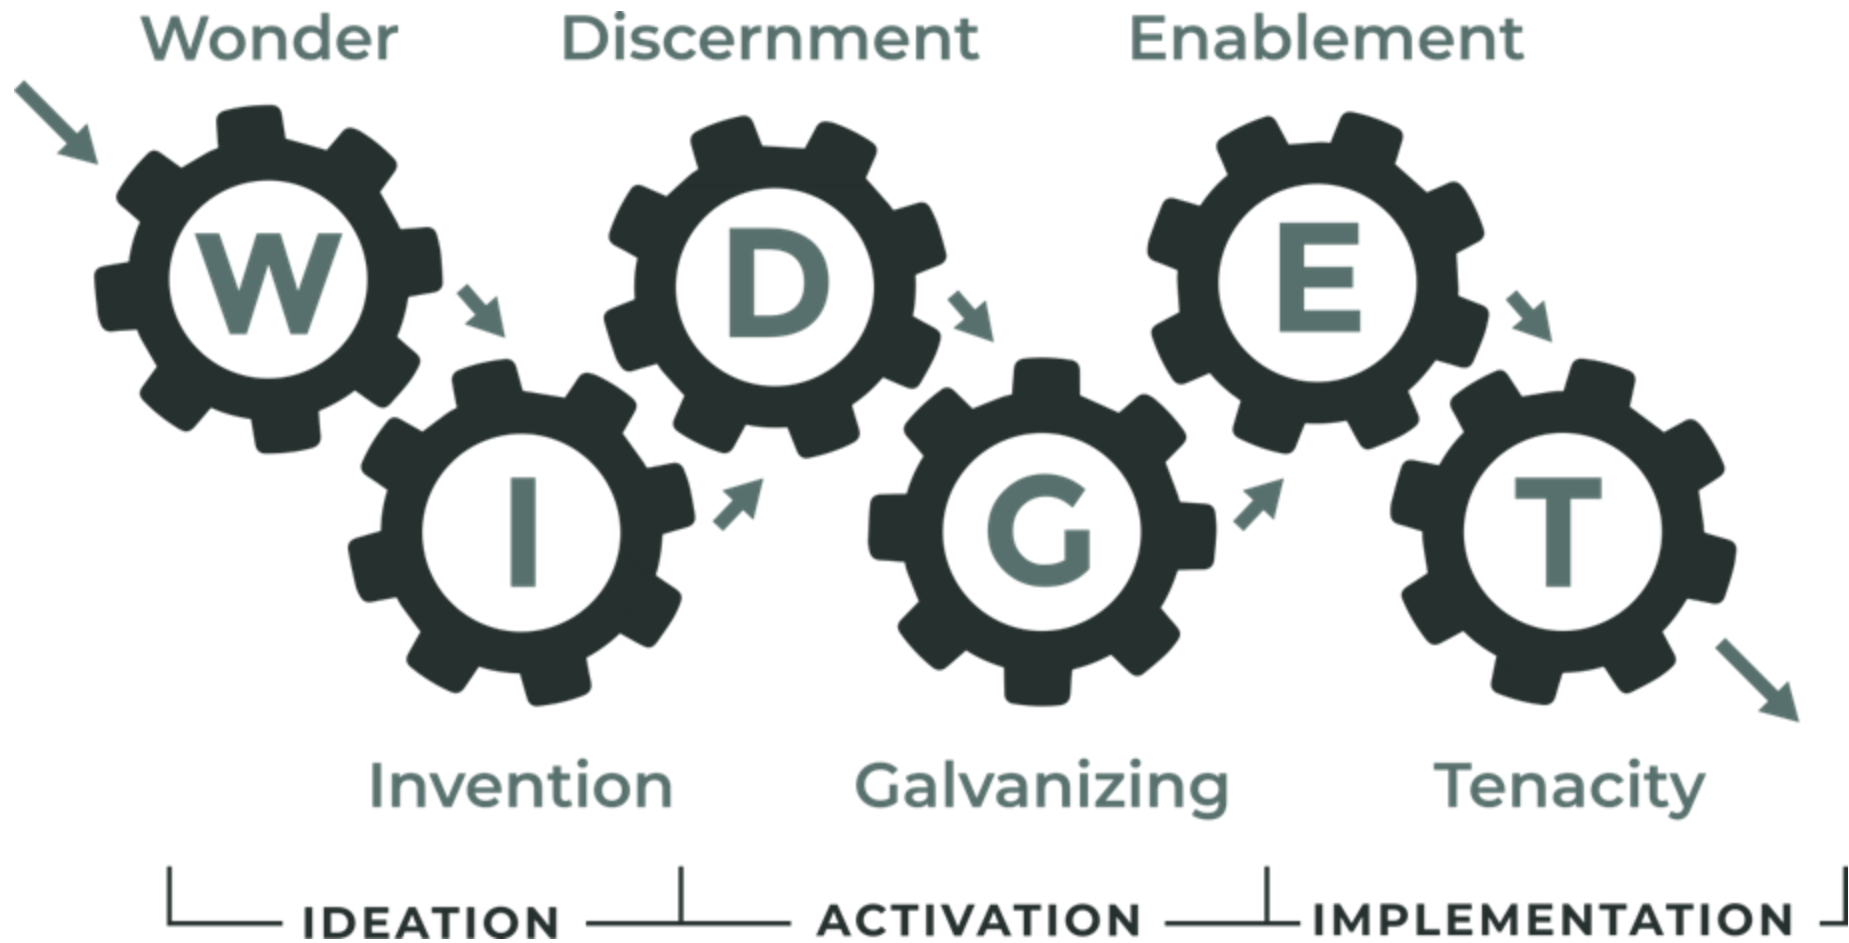 Wonder
Discernment
Enablement
W
D
E
I
G
T
Invention
Galvanizing
Tenacity
IDEATION
ACTIVATION
IMPLEMENTATION